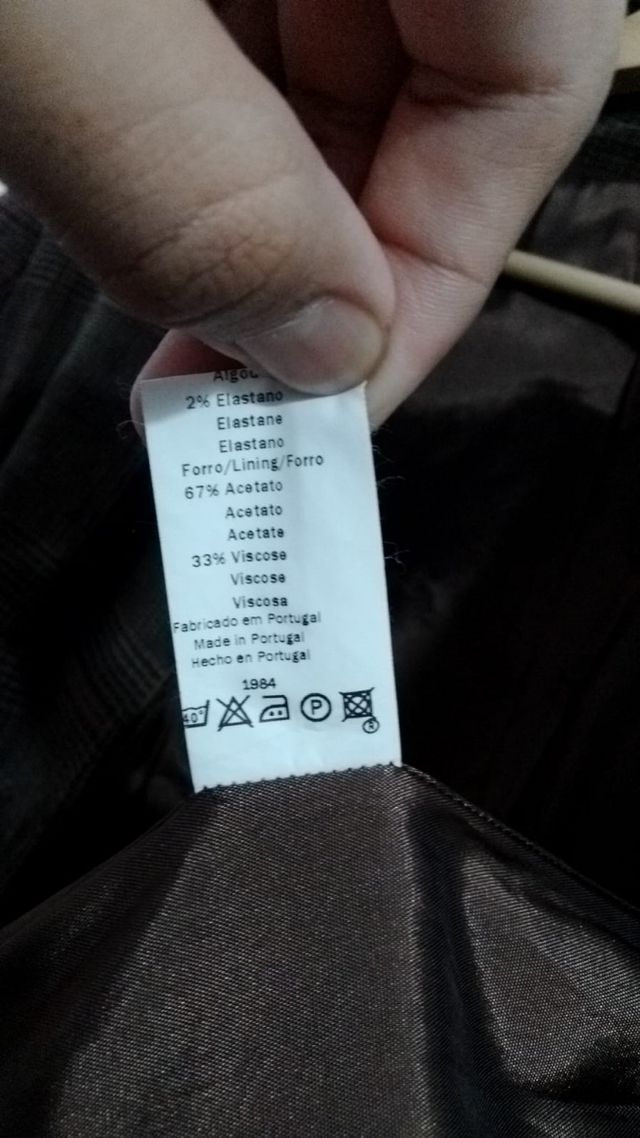 2% Elastano
Elastane
Elastano
Forro/Lining/Forro
67% Acetato
Acetato
Acetate
33% Viscose
Viscose
Viscosa
Fabricado em Portugal
Made in Portugal
Hecho en Portugal
1984
40° P
R